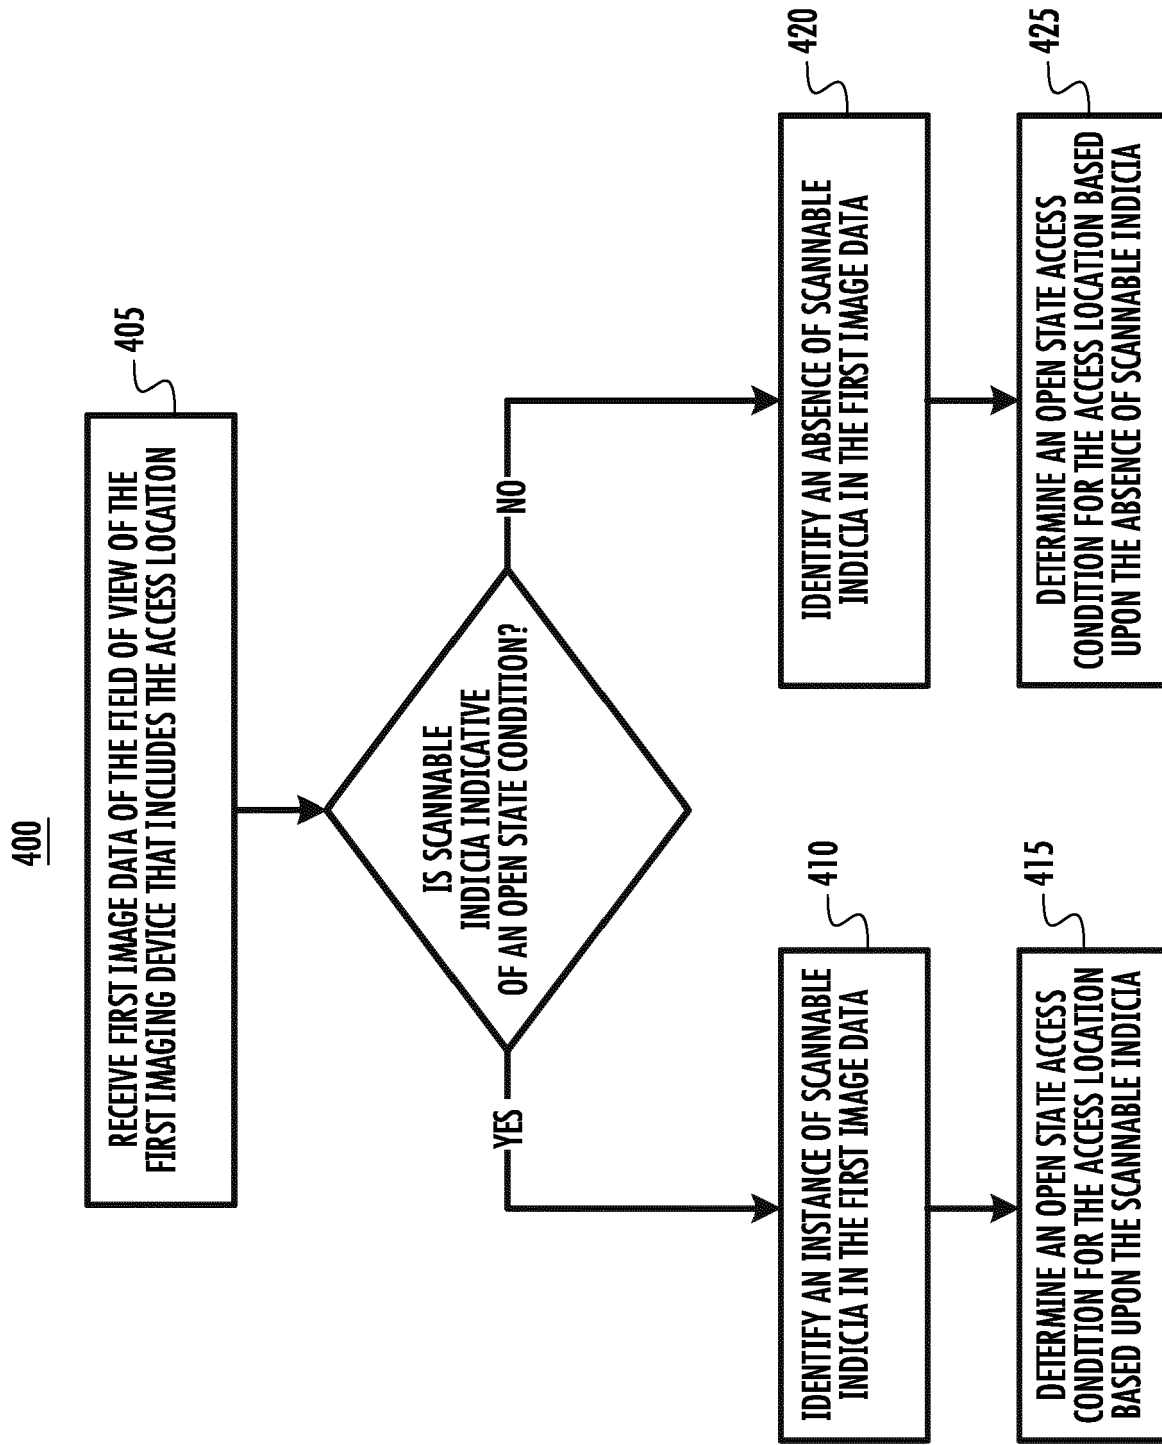 400
405
RECEIVE FIRST IMAGE DATA OF THE FIELD OF VIEW OF THE
FIRST IMAGING DEVICE THAT INCLUDES THE ACCESS LOCATION
IS SCANNABLE
INDICIA INDICATIVE
OF AN OPEN STATE CONDITION?
YES
NO
410
IDENTIFY AN INSTANCE OF SCANNABLE
INDICIA IN THE FIRST IMAGE DATA
415
DETERMINE AN OPEN STATE ACCESS
CONDITION FOR THE ACCESS LOCATION
BASED UPON THE SCANNABLE INDICIA
420
IDENTIFY AN ABSENCE OF SCANNABLE
INDICIA IN THE FIRST IMAGE DATA
425
DETERMINE AN OPEN STATE ACCESS
CONDITION FOR THE ACCESS LOCATION BASED
UPON THE ABSENCE OF SCANNABLE INDICIA